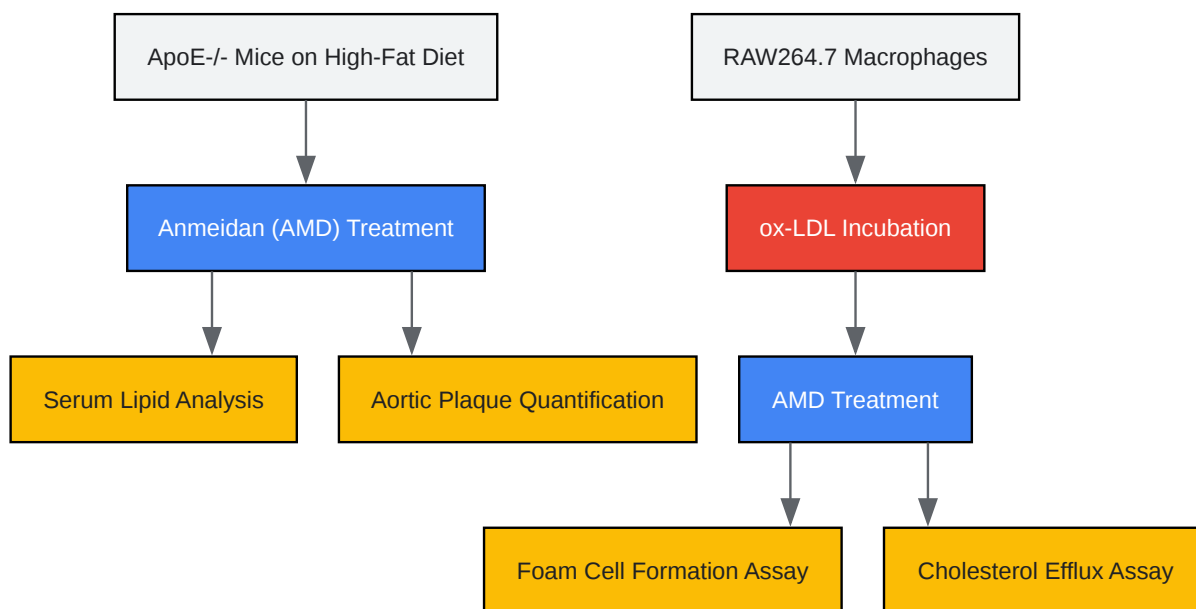 ApoE-/- Mice on High-Fat Diet
RAW264.7 Macrophages
Anmeidan (AMD) Treatment
ox-LDL Incubation
Serum Lipid Analysis
Aortic Plaque Quantification
AMD Treatment
Foam Cell Formation Assay
Cholesterol Efflux Assay